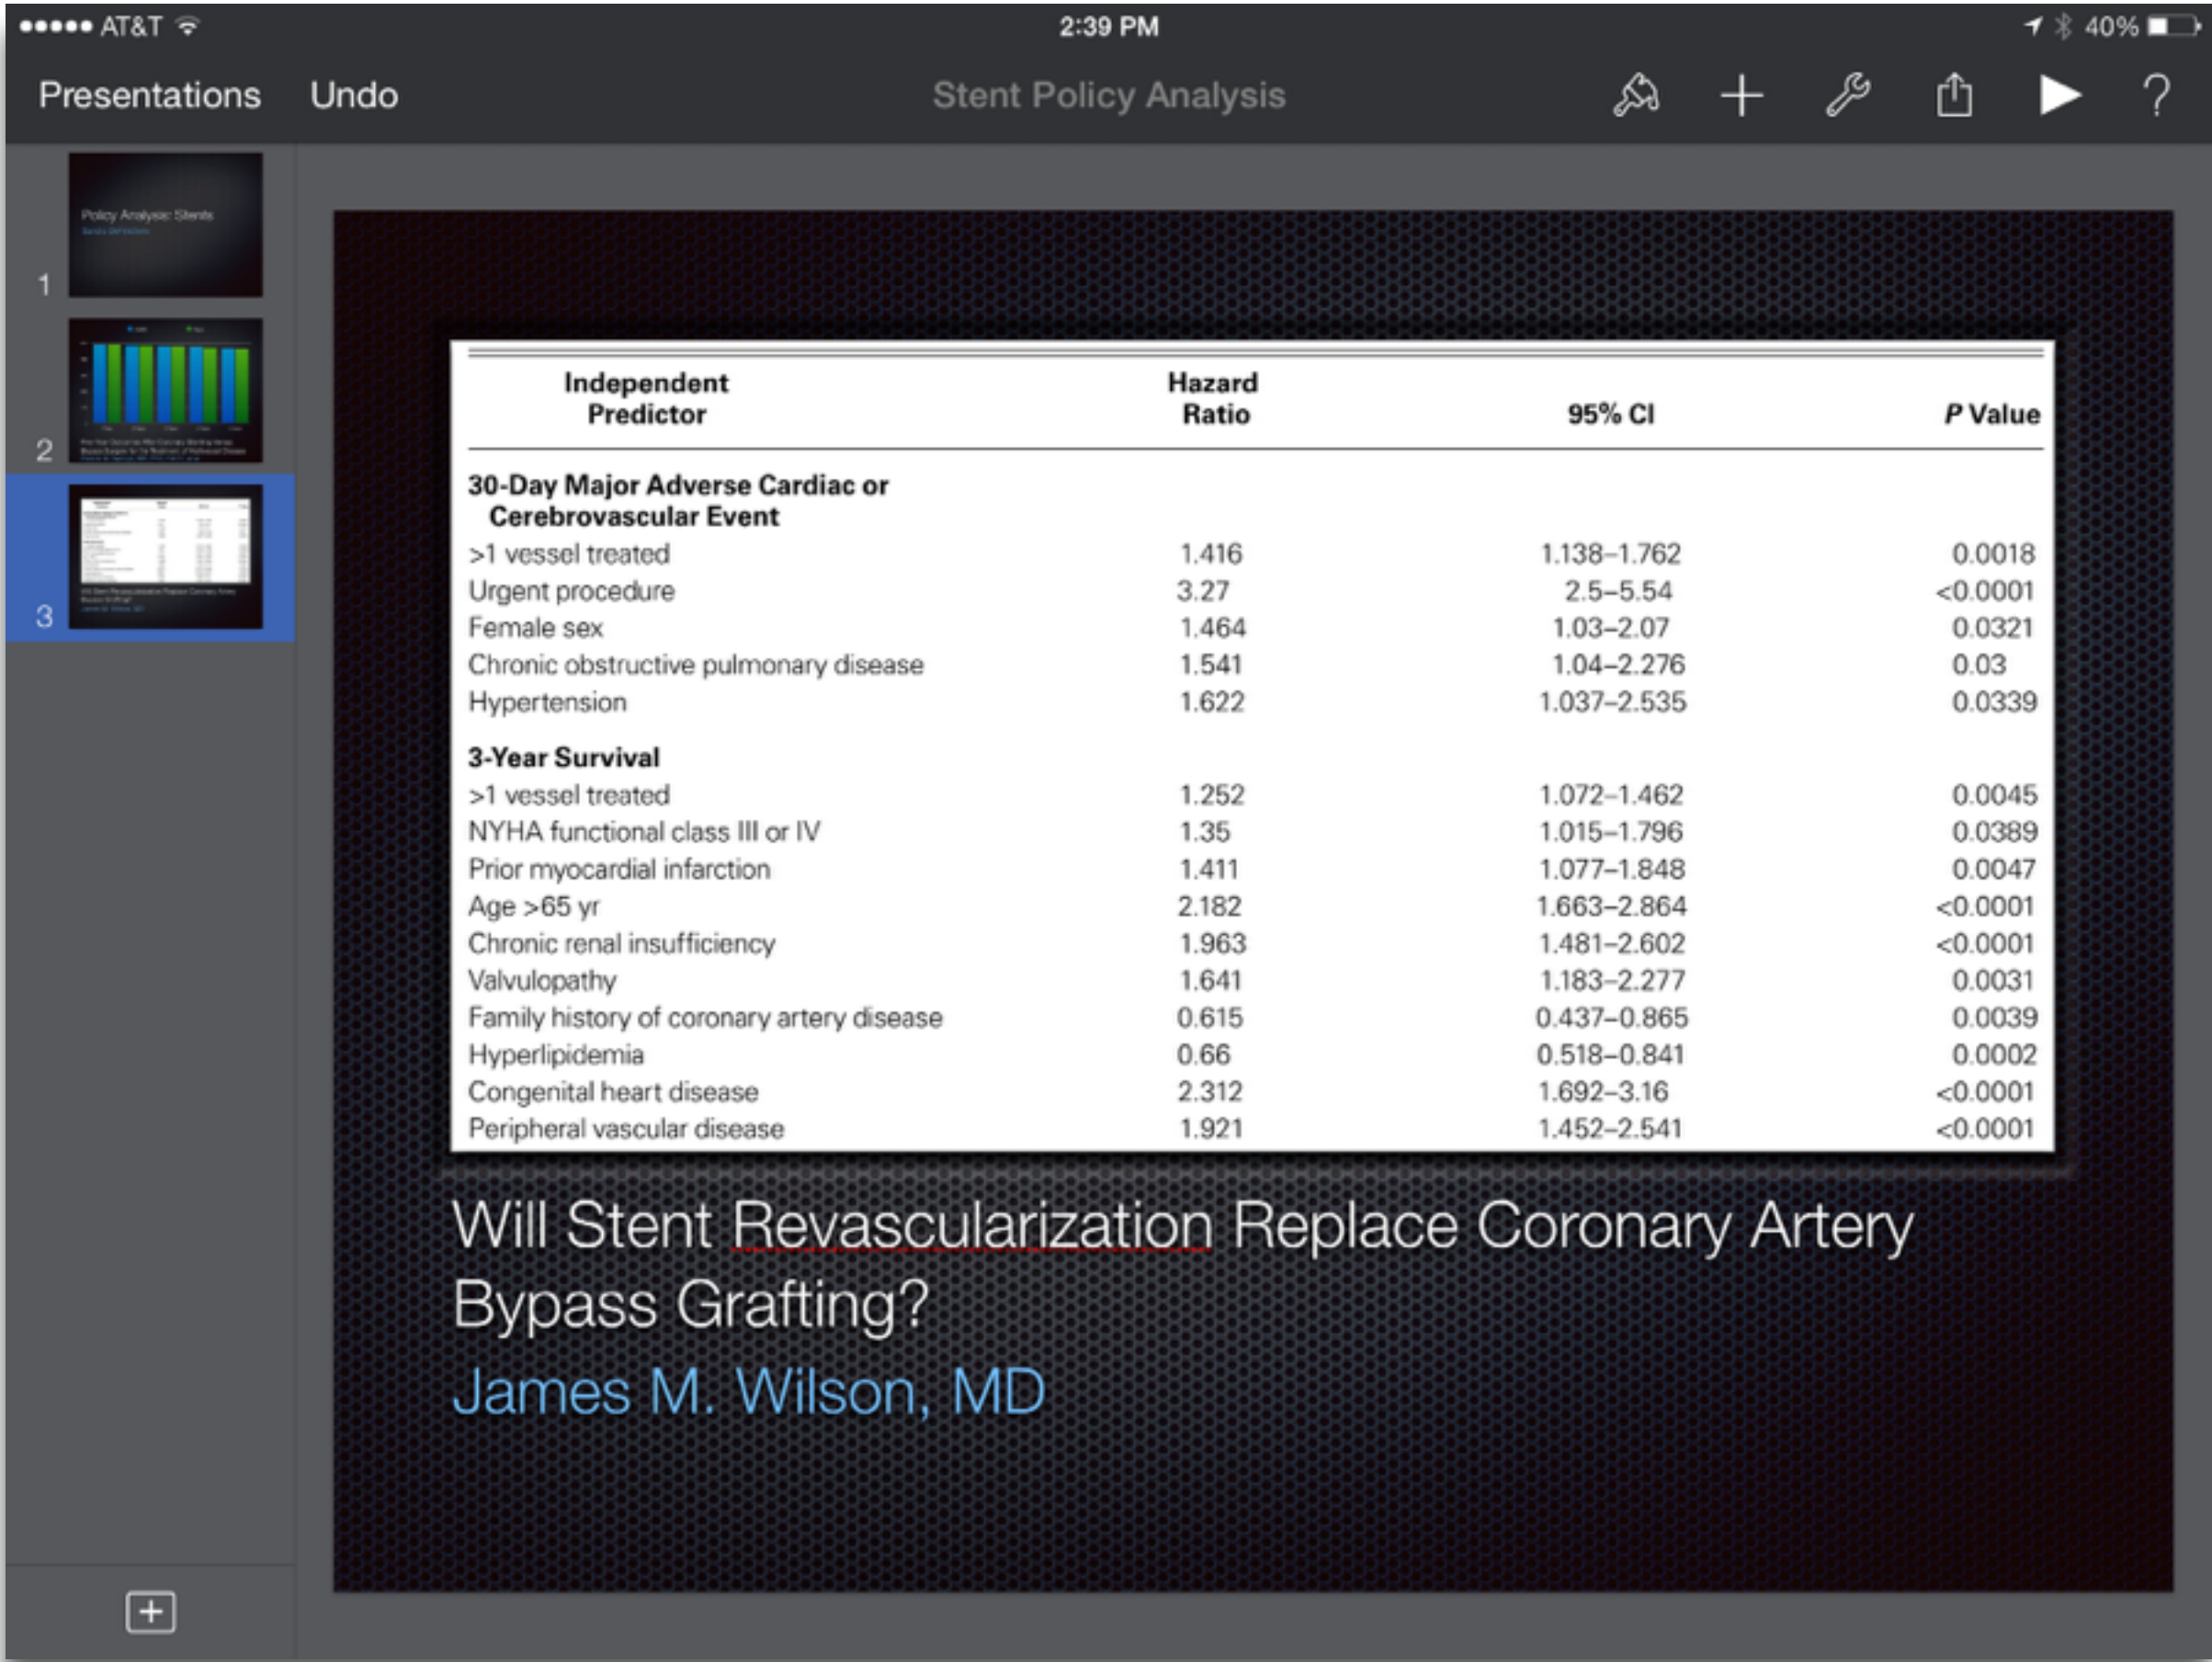 AT&T 2:39 PM 40%
Presentations Undo Stent Policy Analysis ?
1
Policy Analysis: Stents
2
3
Independent Predictor Hazard Ratio 95% CI P Value
30-Day Major Adverse Cardiac or
Cerebrovascular Event
>1 vessel treated 1.416 1.138–1.762 0.0018
Urgent procedure 3.27 2.5–5.54 <0.0001
Female sex 1.464 1.03–2.07 0.0321
Chronic obstructive pulmonary disease 1.541 1.04–2.276 0.03
Hypertension 1.622 1.037–2.535 0.0339
3-Year Survival
>1 vessel treated 1.252 1.072–1.462 0.0045
NYHA functional class III or IV 1.35 1.015–1.796 0.0389
Prior myocardial infarction 1.411 1.077–1.848 0.0047
Age >65 yr 2.182 1.663–2.864 <0.0001
Chronic renal insufficiency 1.963 1.481–2.602 <0.0001
Valvulopathy 1.641 1.183–2.277 0.0031
Family history of coronary artery disease 0.615 0.437–0.865 0.0039
Hyperlipidemia 0.66 0.518–0.841 0.0002
Congenital heart disease 2.312 1.692–3.16 <0.0001
Peripheral vascular disease 1.921 1.452–2.541 <0.0001
Will Stent Revascularization Replace Coronary Artery
Bypass Grafting?
James M. Wilson, MD